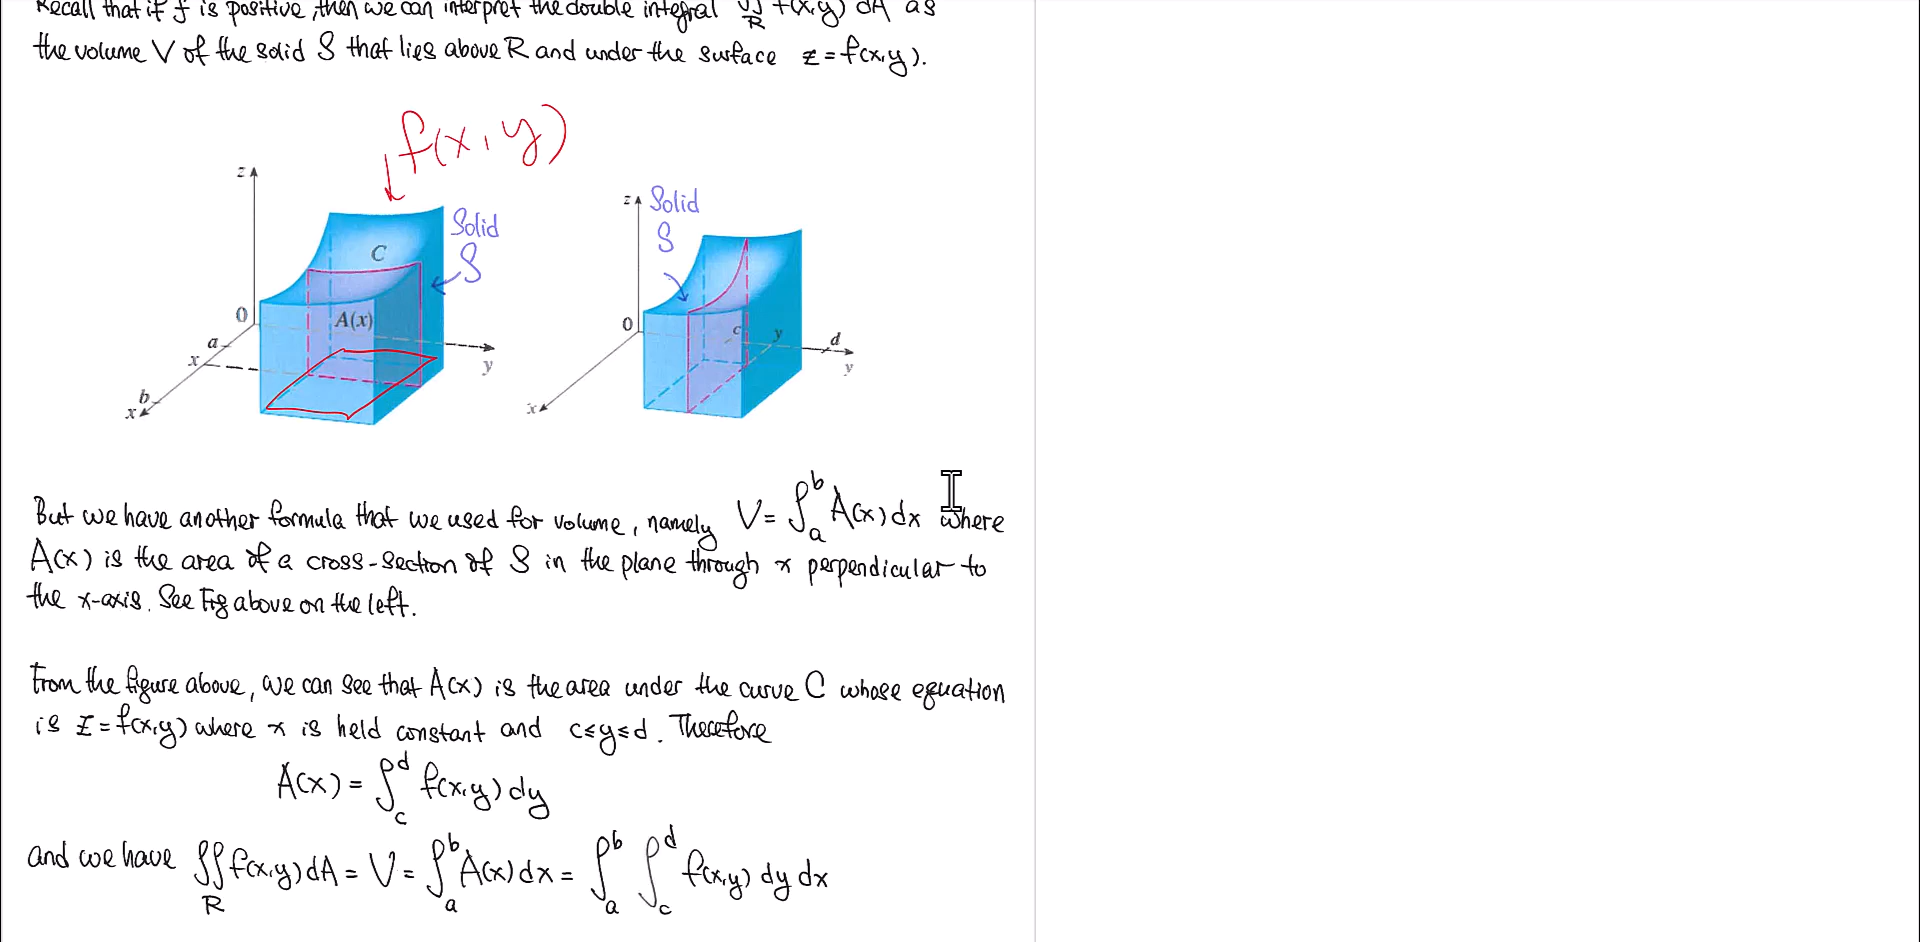 Recall that if f is positive, then we can interpret the double integral ∬_R f(x,y) dA as
the volume V of the solid S that lies above R and under the surface z = f(x,y).
f(x,y)
z
Solid
S
C
A(x)
0
a
x
b
x
y
z
Solid
S
0
c
y
d
y
x
But we have another formula that we used for volume, namely V = ∫_a^b A(x) dx where
A(x) is the area of a cross-section of S in the plane through x perpendicular to
the x-axis. See Fig above on the left.
From the figure above, we can see that A(x) is the area under the curve C whose equation
is z = f(x,y) where x is held constant and c≤y≤d. Therefore
A(x) = ∫_c^d f(x,y) dy
and we have ∬_R f(x,y) dA = V = ∫_a^b A(x) dx = ∫_a^b ∫_c^d f(x,y) dy dx